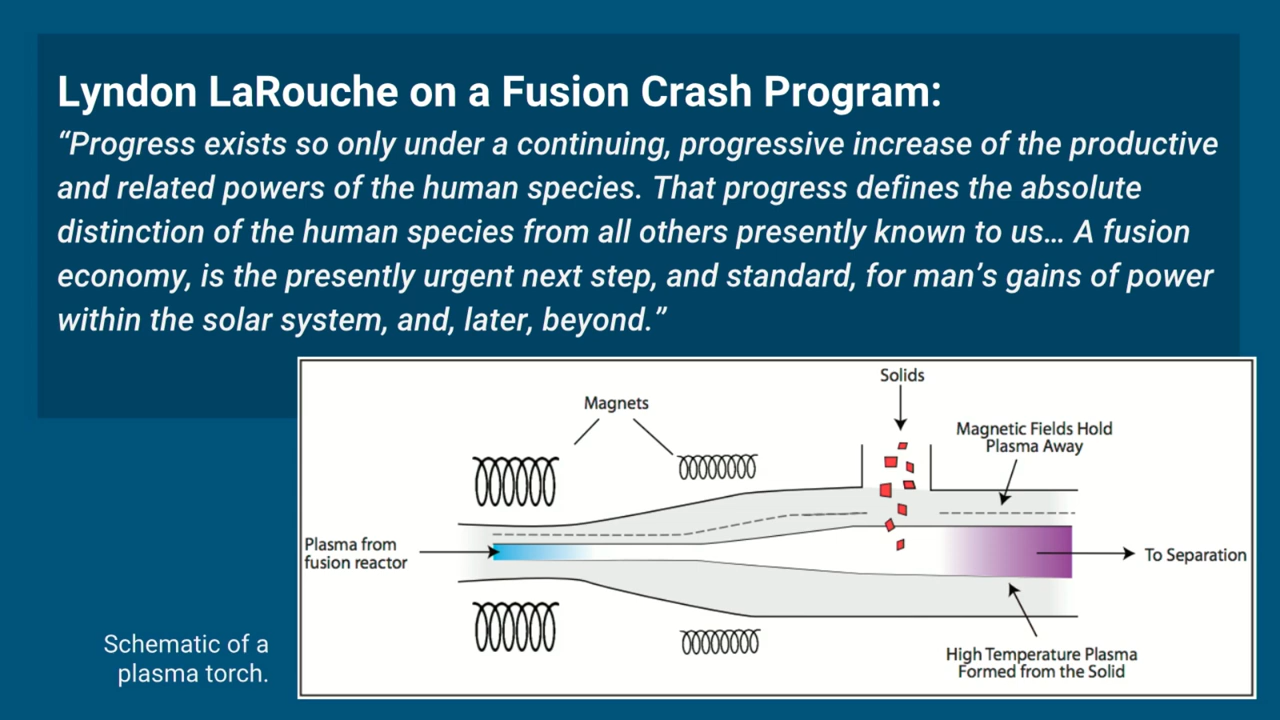 Lyndon LaRouche on a Fusion Crash Program:
“Progress exists so only under a continuing, progressive increase of the productive
and related powers of the human species. That progress defines the absolute
distinction of the human species from all others presently known to us… A fusion
economy, is the presently urgent next step, and standard, for man’s gains of power
within the solar system, and, later, beyond.”
Solids
Magnets
Magnetic Fields Hold
Plasma Away
Plasma from
fusion reactor
To Separation
High Temperature Plasma
Formed from the Solid
Schematic of a
plasma torch.